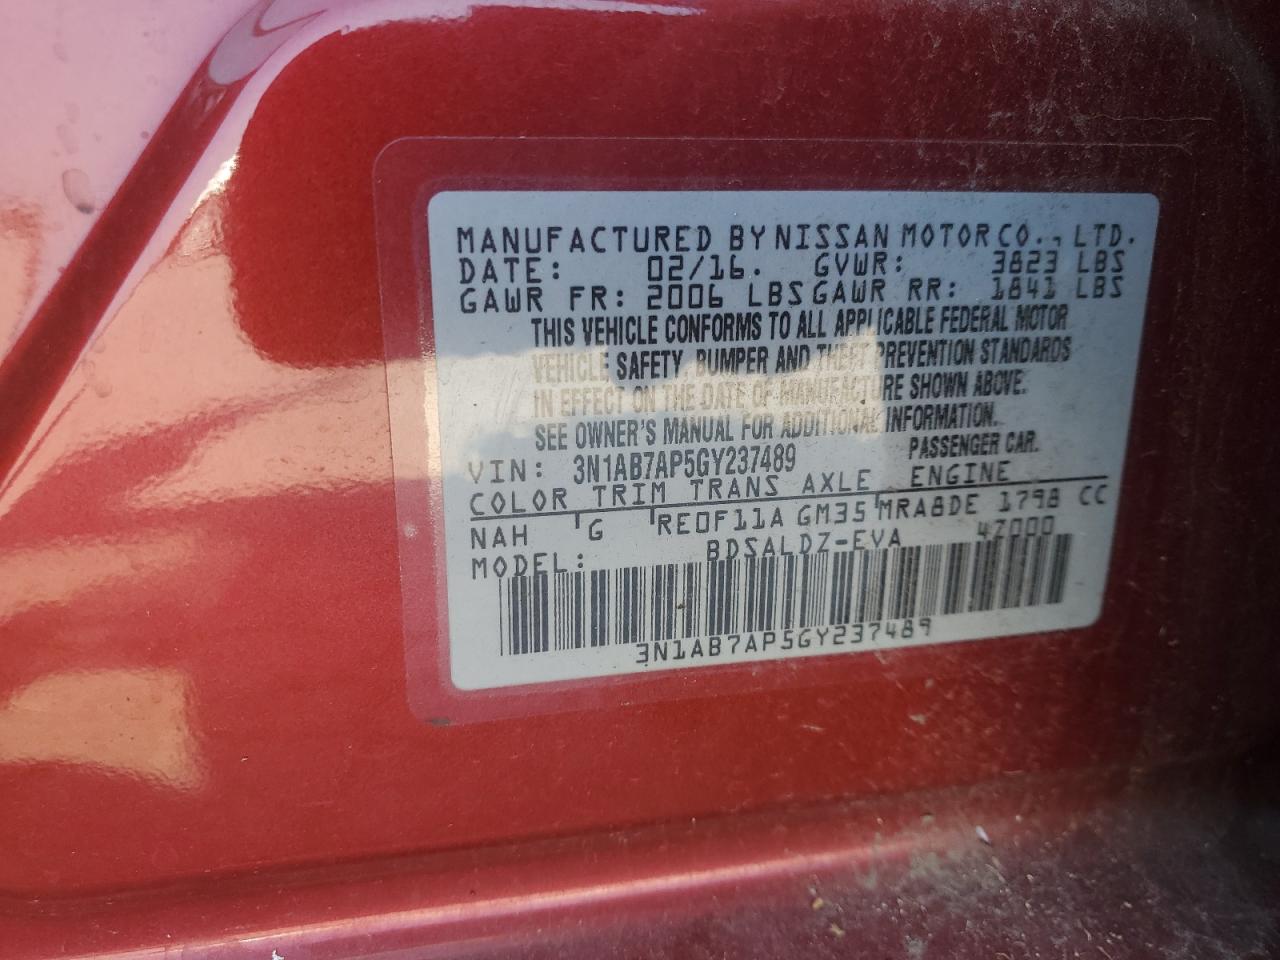 MANUFACTURED BY NISSAN MOTOR CO., LTD.
DATE: 02/16. GVWR: 3823 LBS
GAWR FR: 2006 LBS GAWR RR: 1841 LBS
THIS VEHICLE CONFORMS TO ALL APPLICABLE FEDERAL MOTOR
VEHICLE SAFETY, BUMPER AND THEFT PREVENTION STANDARDS
IN EFFECT ON THE DATE OF MANUFACTURE SHOWN ABOVE.
SEE OWNER'S MANUAL FOR ADDITIONAL INFORMATION.
VIN: 3N1AB7AP5GY237489 PASSENGER CAR.
COLOR TRIM TRANS AXLE ENGINE
NAH G RE0F11A GM35 MRA8DE 1798 CC
MODEL: BDSALDZ-EVA 4Z000
3N1AB7AP5GY237489